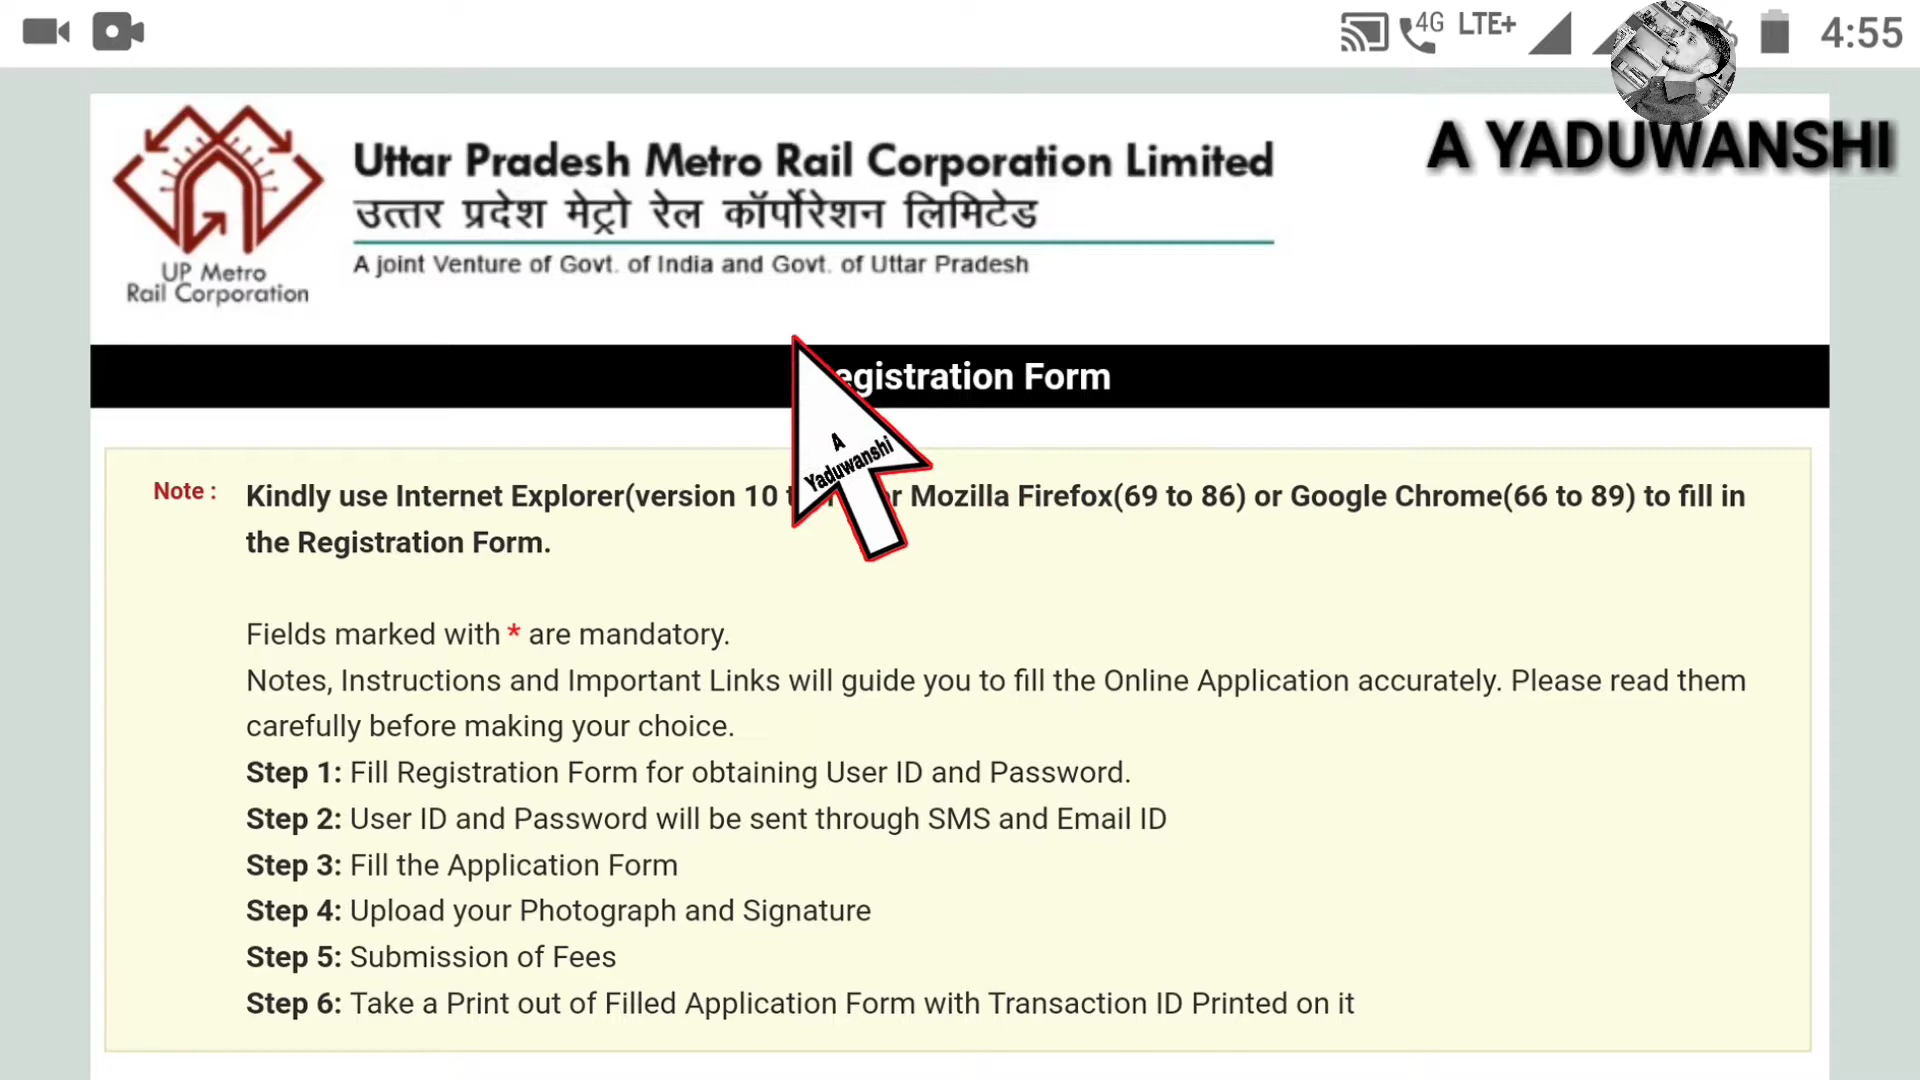 4G LTE+ 4:55
A YADUWANSHI
Uttar Pradesh Metro Rail Corporation Limited
उत्तर प्रदेश मेट्रो रेल कॉर्पोरेशन लिमिटेड
A joint Venture of Govt. of India and Govt. of Uttar Pradesh
UP Metro
Rail Corporation
egistration Form
A
Yaduwanshi
Note : Kindly use Internet Explorer(version 10 Mozilla Firefox(69 to 86) or Google Chrome(66 to 89) to fill in
the Registration Form.
Fields marked with * are mandatory.
Notes, Instructions and Important Links will guide you to fill the Online Application accurately. Please read them
carefully before making your choice.
Step 1: Fill Registration Form for obtaining User ID and Password.
Step 2: User ID and Password will be sent through SMS and Email ID
Step 3: Fill the Application Form
Step 4: Upload your Photograph and Signature
Step 5: Submission of Fees
Step 6: Take a Print out of Filled Application Form with Transaction ID Printed on it